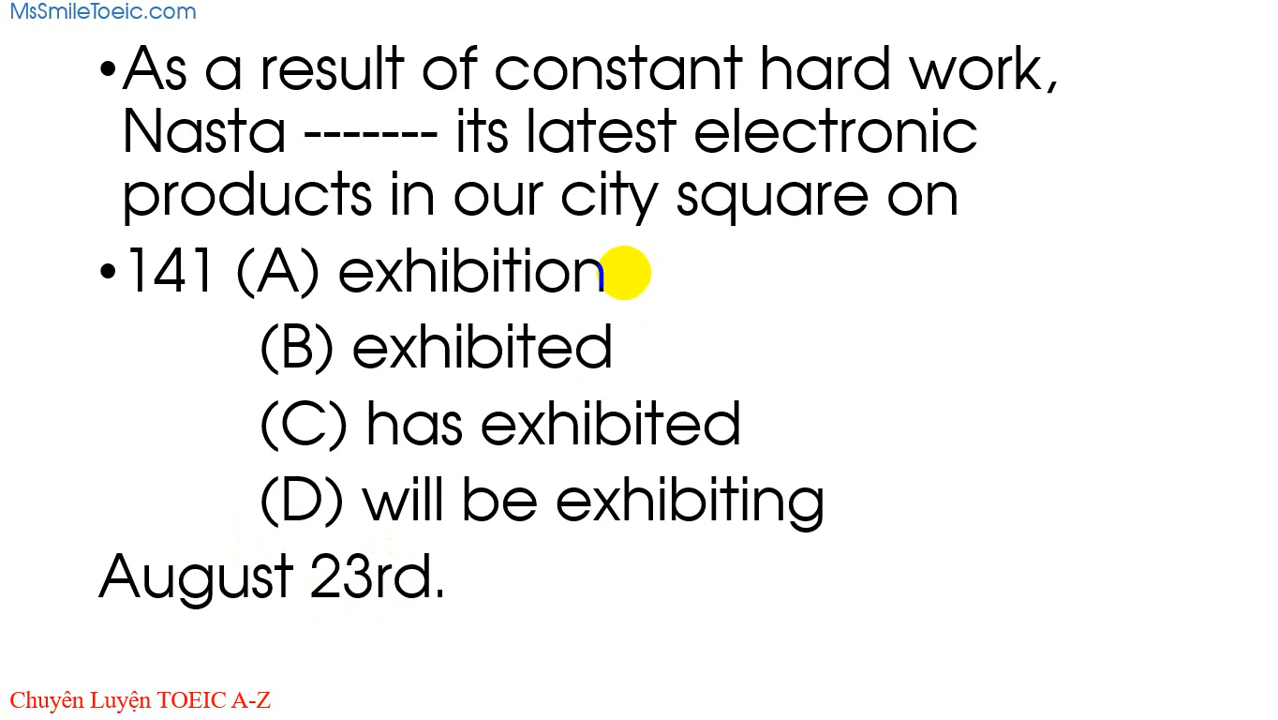 MsSmileToeic.com
•As a result of constant hard work,
Nasta ------- its latest electronic
products in our city square on
•141 (A) exhibition
(B) exhibited
(C) has exhibited
(D) will be exhibiting
August 23rd.
Chuyên Luyện TOEIC A-Z